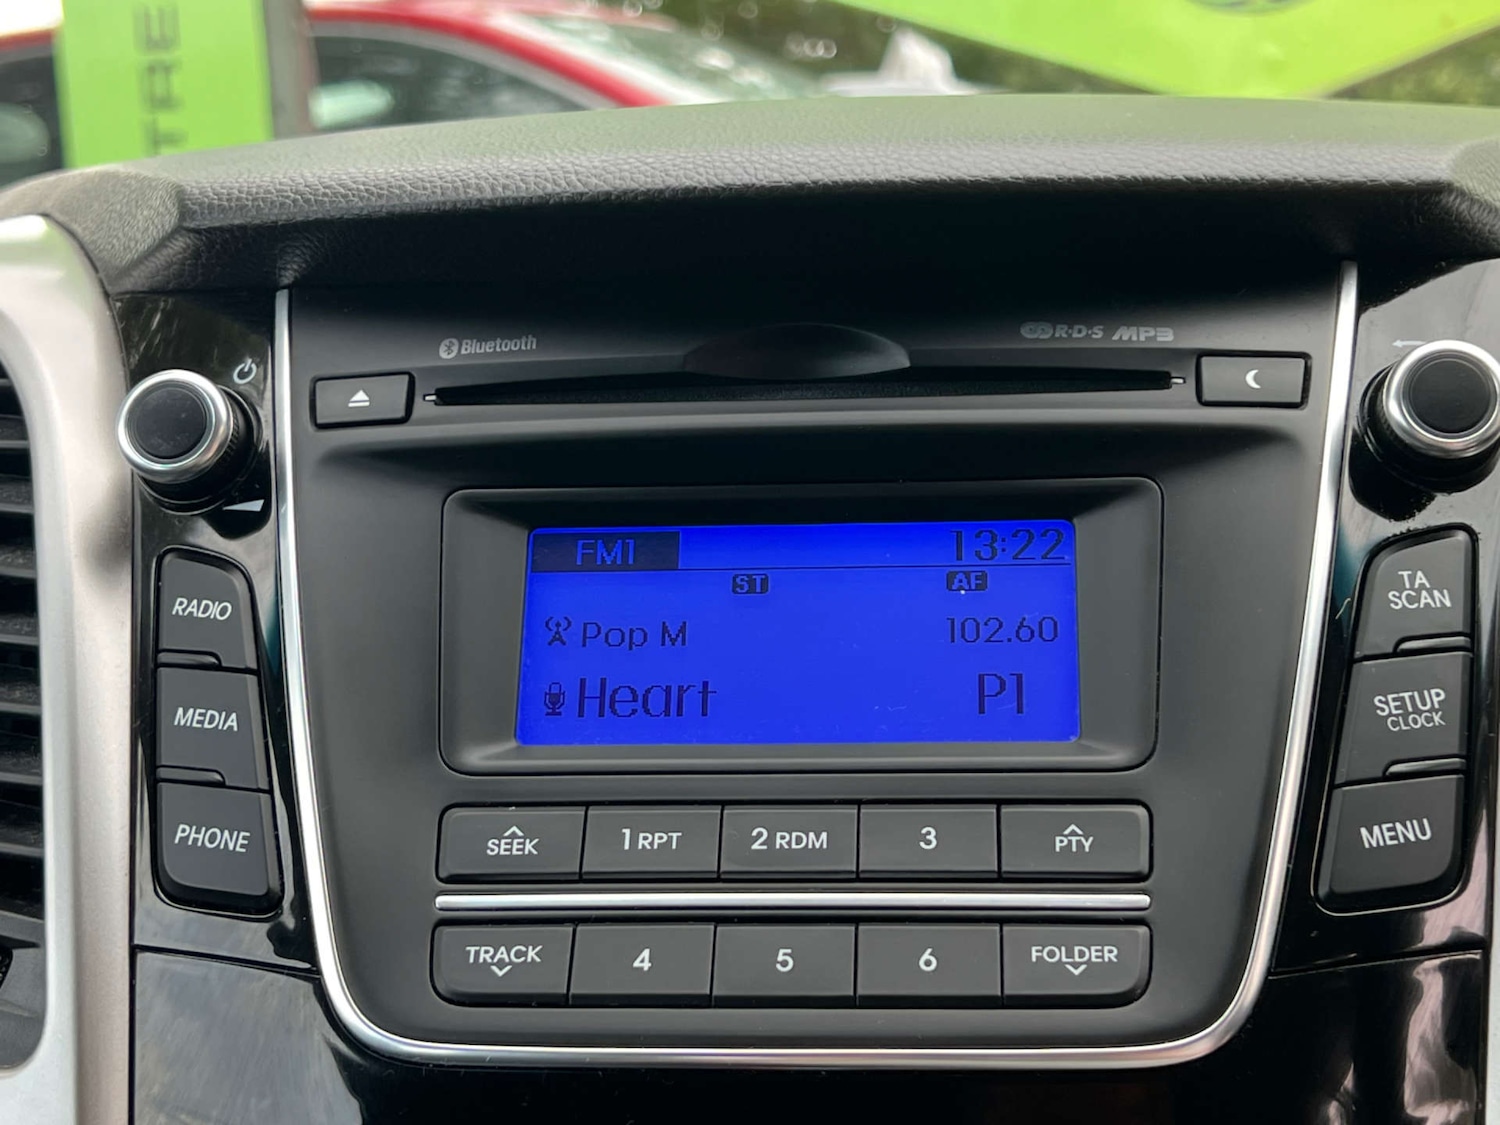 TRE
Bluetooth
R·D·S MP3
FM1 13:22
ST AF
Pop M 102.60
Heart P1
RADIO
MEDIA
PHONE
TA
SCAN
SETUP
CLOCK
MENU
SEEK 1 RPT 2 RDM 3 PTY
TRACK 4 5 6 FOLDER